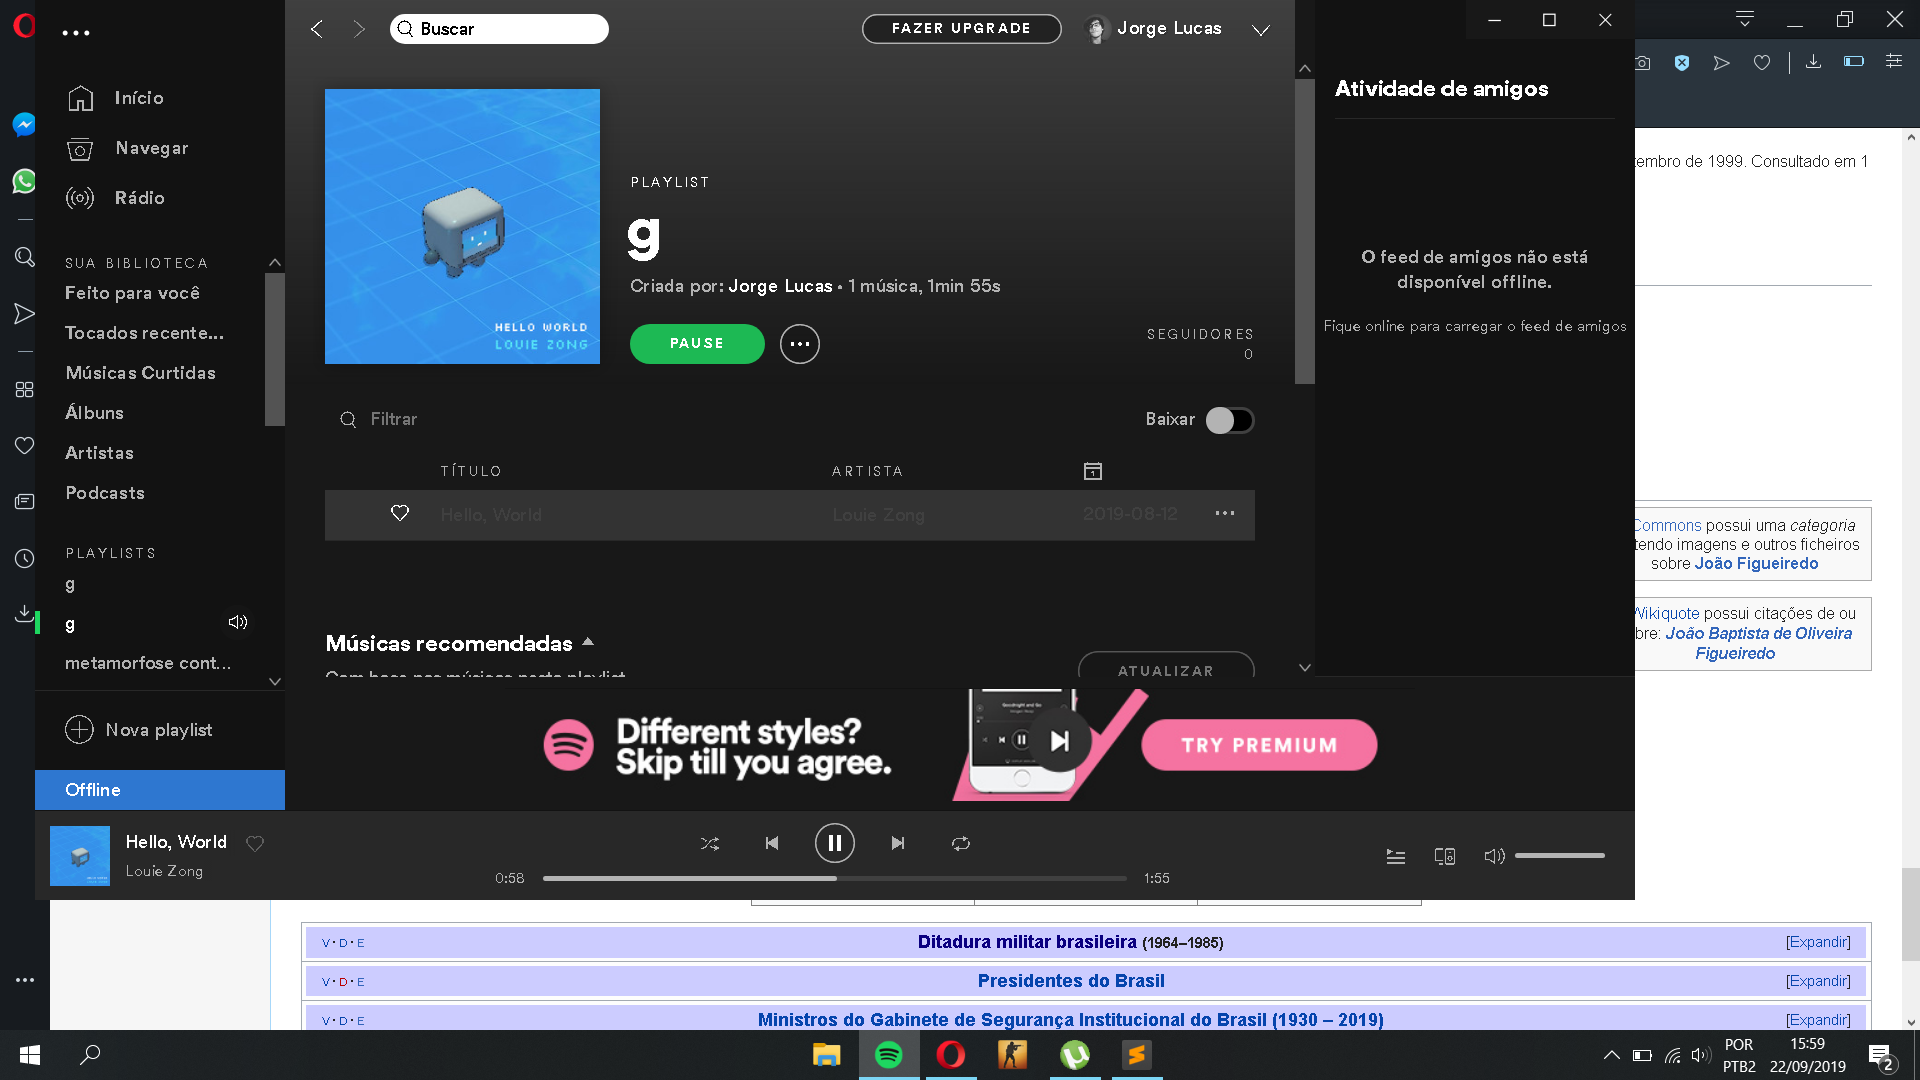 Buscar
FAZER UPGRADE
Jorge Lucas
Início
Navegar
Rádio
SUA BIBLIOTECA
Feito para você
Tocados recente...
Músicas Curtidas
Álbuns
Artistas
Podcasts
PLAYLISTS
g
g
metamorfose cont...
Nova playlist
Offline
HELLO WORLD
LOUIE ZONG
PLAYLIST
g
Criada por: Jorge Lucas • 1 música, 1min 55s
PAUSE
SEGUIDORES
0
Filtrar
Baixar
TÍTULO
ARTISTA
Hello, World
Louie Zong
2019-08-12
Músicas recomendadas
Com base nas músicas nesta playlist
ATUALIZAR
Atividade de amigos
O feed de amigos não está
disponível offline.
Fique online para carregar o feed de amigos
Different styles?
Skip till you agree.
TRY PREMIUM
Hello, World
Louie Zong
0:58
1:55
tembro de 1999. Consultado em 1
Commons possui uma categoria
tendo imagens e outros ficheiros
sobre João Figueiredo
Wikiquote possui citações de ou
bre: João Baptista de Oliveira
Figueiredo
V • D • E
Ditadura militar brasileira (1964–1985)
[Expandir]
V • D • E
Presidentes do Brasil
[Expandir]
V • D • E
Ministros do Gabinete de Segurança Institucional do Brasil (1930 – 2019)
[Expandir]
POR
PTB2
15:59
22/09/2019
2